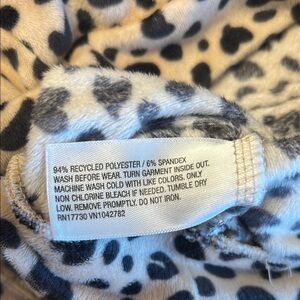 94% RECYCLED POLYESTER / 6% SPANDEX
WASH BEFORE WEAR. TURN GARMENT INSIDE OUT.
MACHINE WASH COLD WITH LIKE COLORS. ONLY
NON CHLORINE BLEACH IF NEEDED. TUMBLE DRY
LOW. REMOVE PROMPTLY. DO NOT IRON.
RN17730 VN1042782